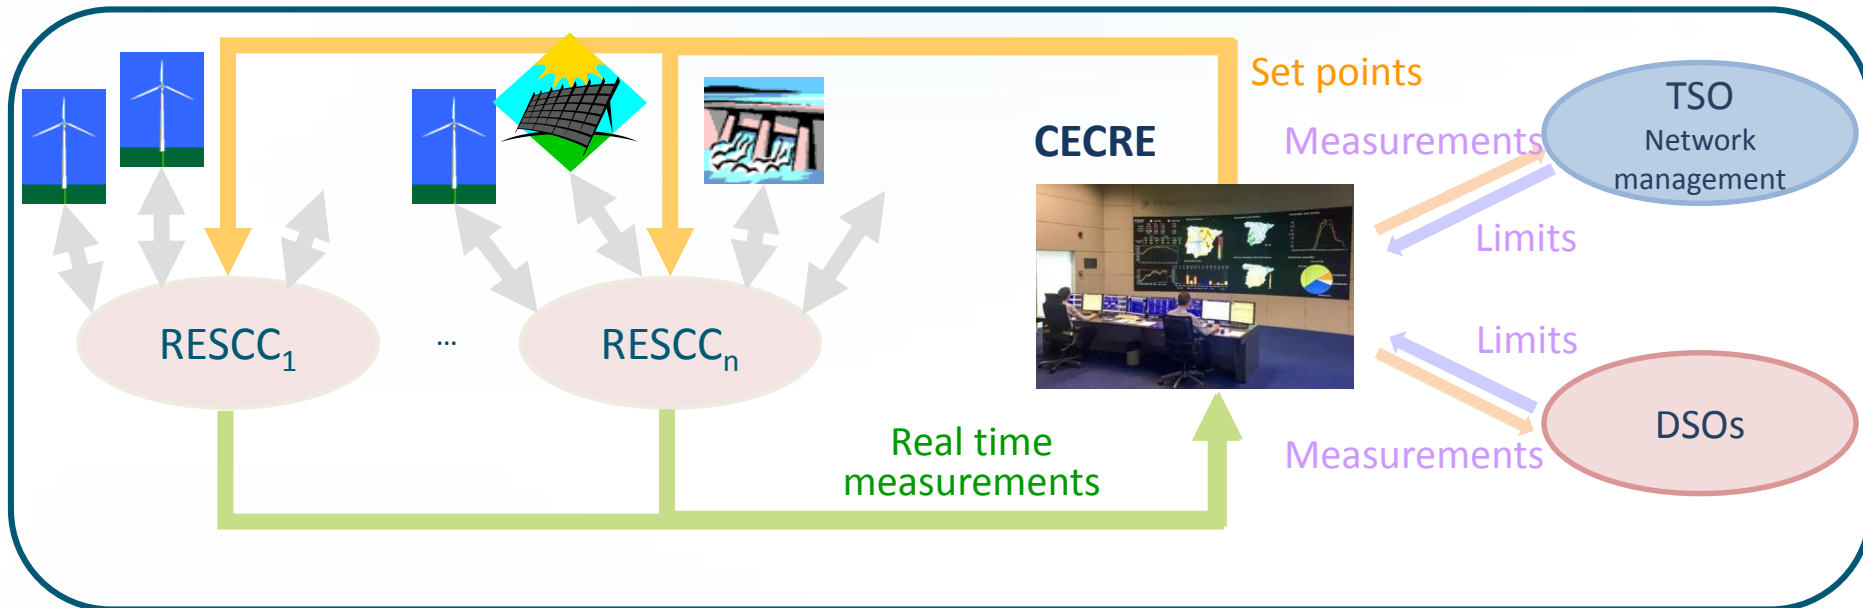 Set points
TSO
Network
management
CECRE
Measurements
Limits
RESCC1
...
RESCCn
Limits
DSOs
Real time
measurements
Measurements